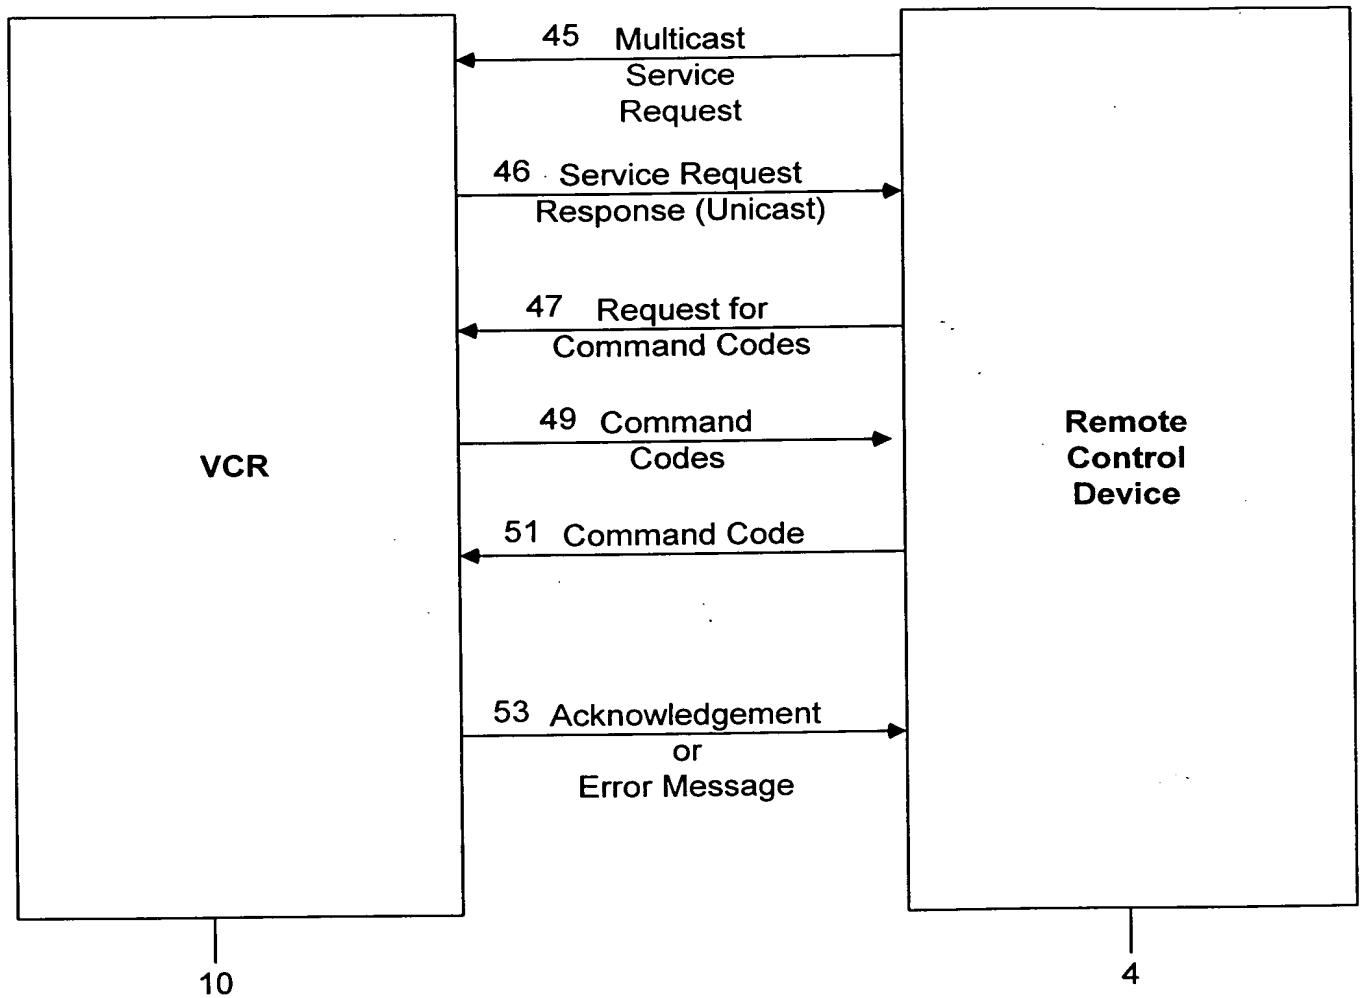 45 Multicast
Service
Request
46 Service Request
Response (Unicast)
47 Request for
Command Codes
49 Command
Codes
51 Command Code
53 Acknowledgement
or
Error Message
VCR
Remote
Control
Device
10
4